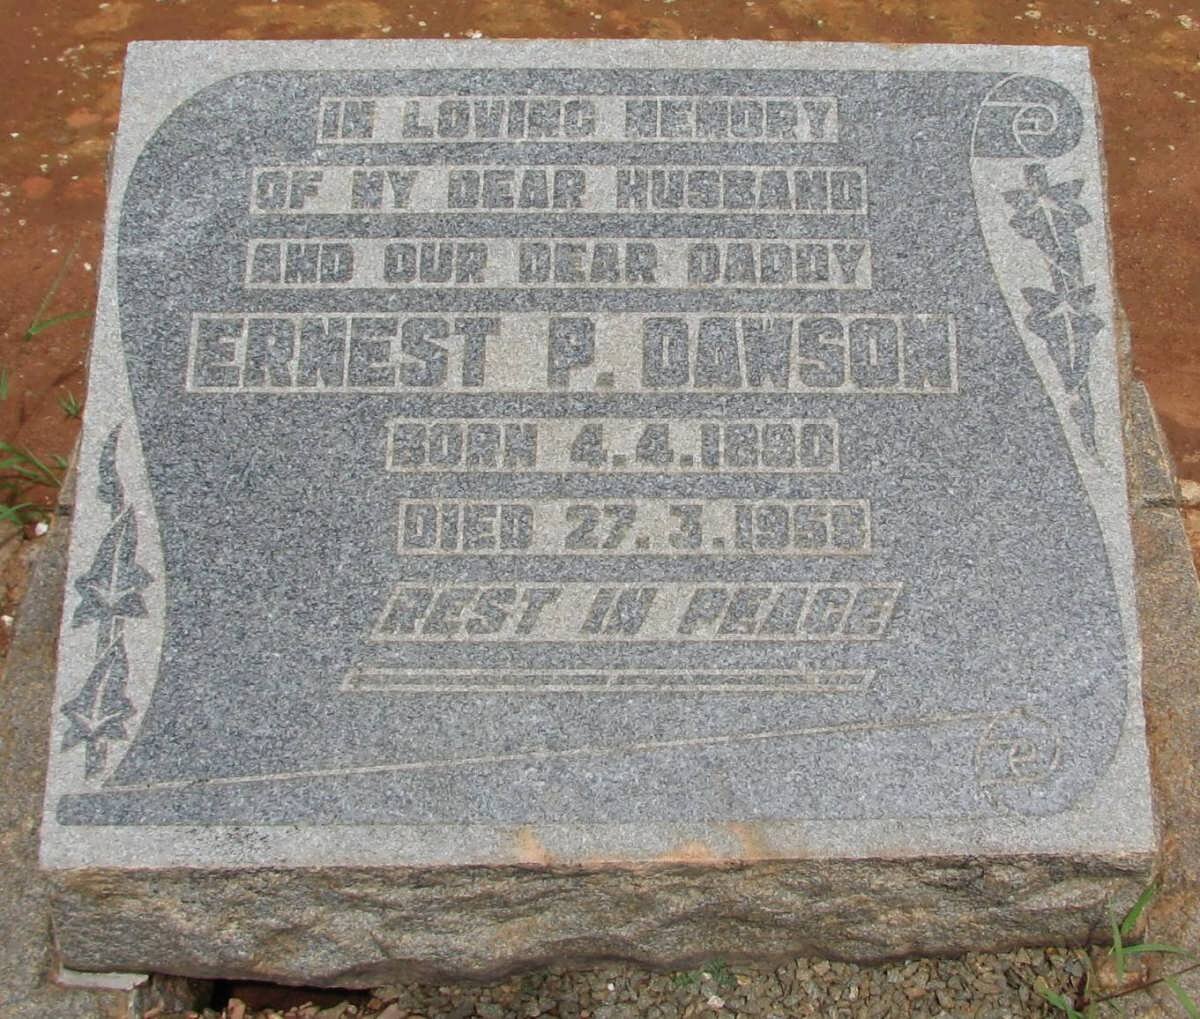 IN LOVING MEMORY
OF MY DEAR HUSBAND
AND OUR DEAR DADDY
ERNEST P. DAWSON
BORN 4.4.1890
DIED 27.3.1958
REST IN PEACE